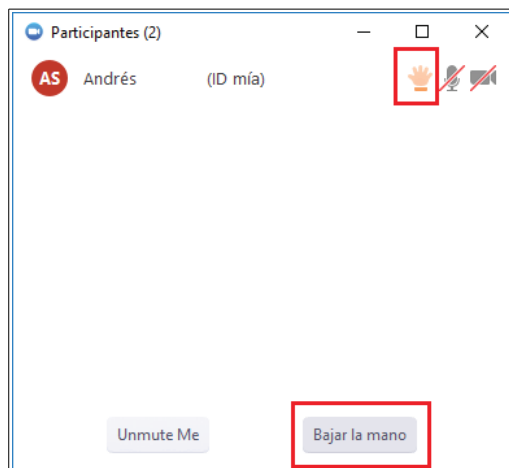 Participantes (2)
AS Andrés (ID mía)
Unmute Me Bajar la mano